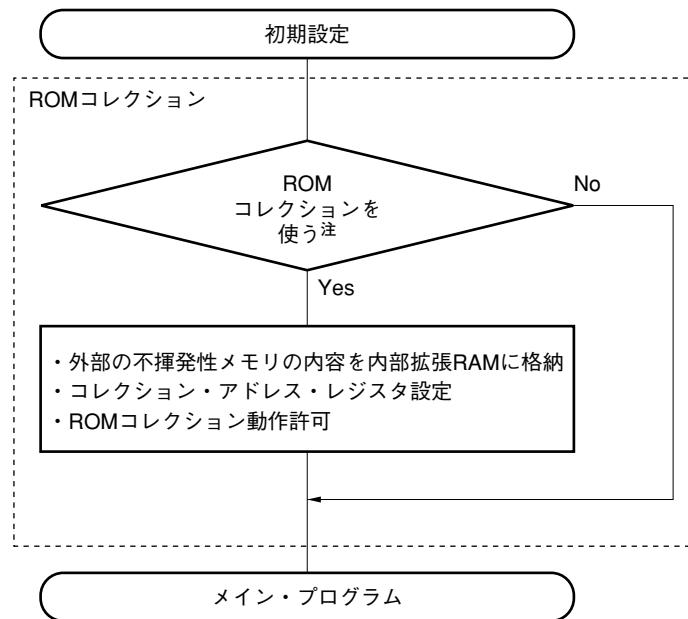 初期設定
ROMコレクション
ROM
コレクションを
使う注
No
Yes
・外部の不揮発性メモリの内容を内部拡張RAMに格納
・コレクション・アドレス・レジスタ設定
・ROMコレクション動作許可
メイン・プログラム